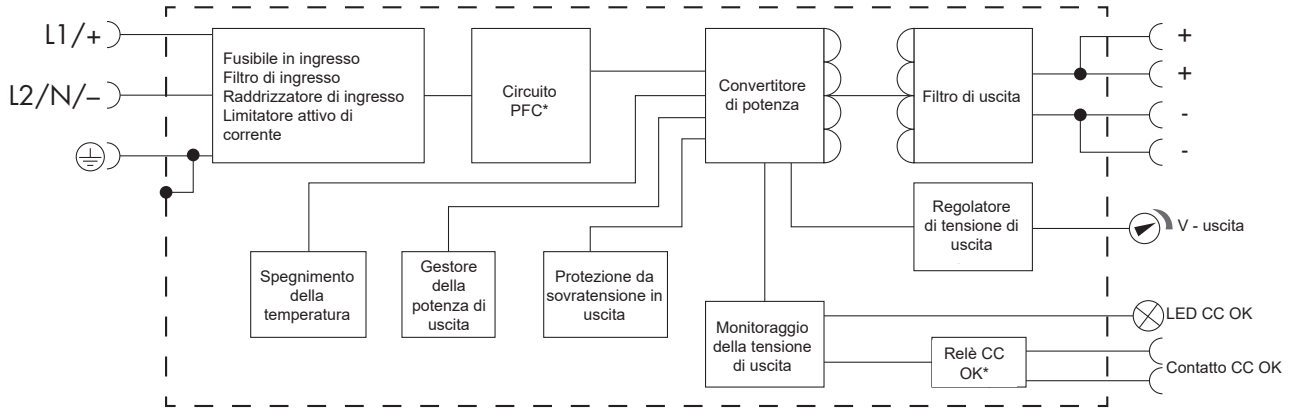 L1/+
L2/N/–
Fusibile in ingresso
Filtro di ingresso
Raddrizzatore di ingresso
Limitatore attivo di
corrente
Circuito
PFC*
Convertitore
di potenza
Filtro di uscita
+
+
-
-
Regolatore
di tensione di
uscita
V - uscita
Spegnimento
della
temperatura
Gestore
della
potenza di
uscita
Protezione da
sovratensione in
uscita
Monitoraggio
della tensione
di uscita
LED CC OK
Relè CC
OK*
Contatto CC OK